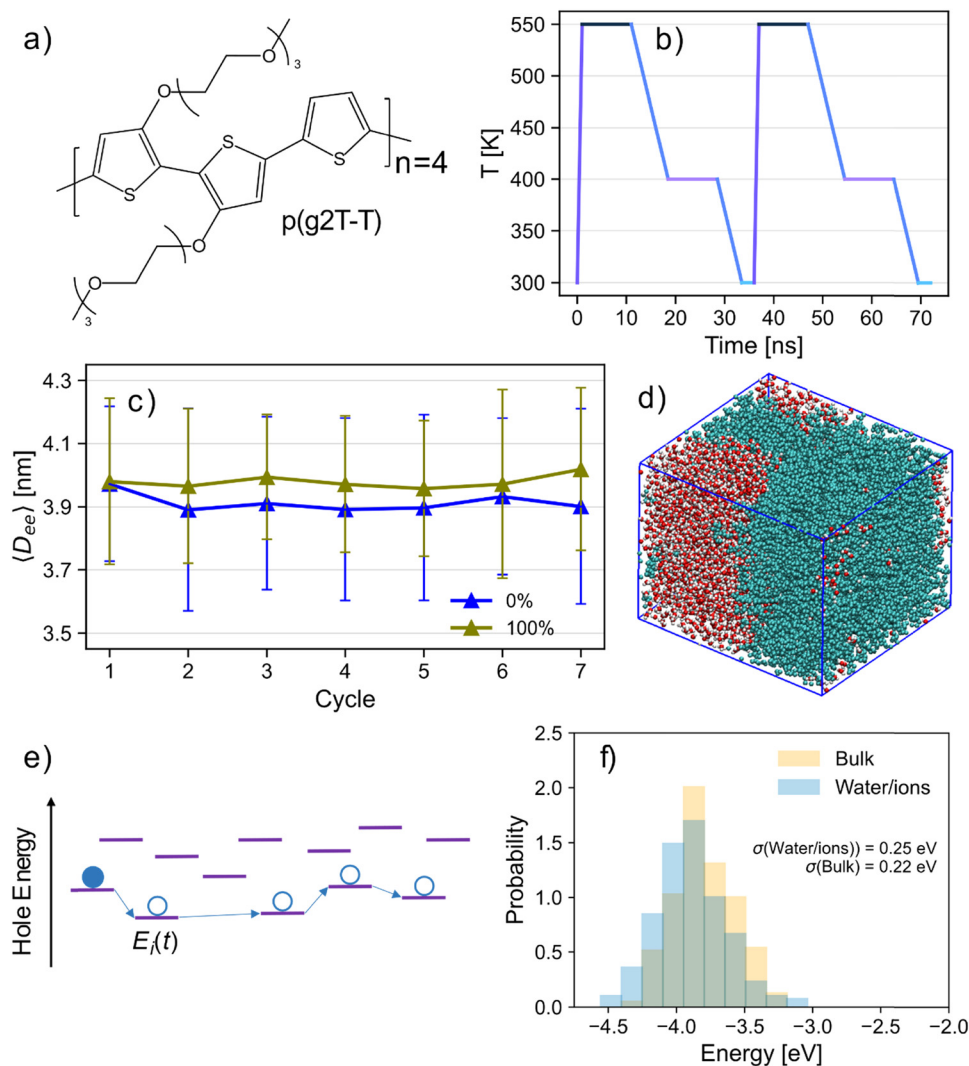 a)
O
3
O
O
S
S
S
n=4
p(g2T-T)
O
O
3
b)
T [K]
550
500
450
400
350
300
0 10 20 30 40 50 60 70
Time [ns]
c)
⟨Dee⟩ [nm]
4.3
4.1
3.9
3.7
3.5
0%
100%
1 2 3 4 5 6 7
Cycle
d)
e)
Hole Energy
Ei(t)
f)
Probability
2.5
2.0
1.5
1.0
0.5
0.0
Bulk
Water/ions
σ(Water/ions)) = 0.25 eV
σ(Bulk) = 0.22 eV
−4.5 −4.0 −3.5 −3.0 −2.5 −2.0
Energy [eV]